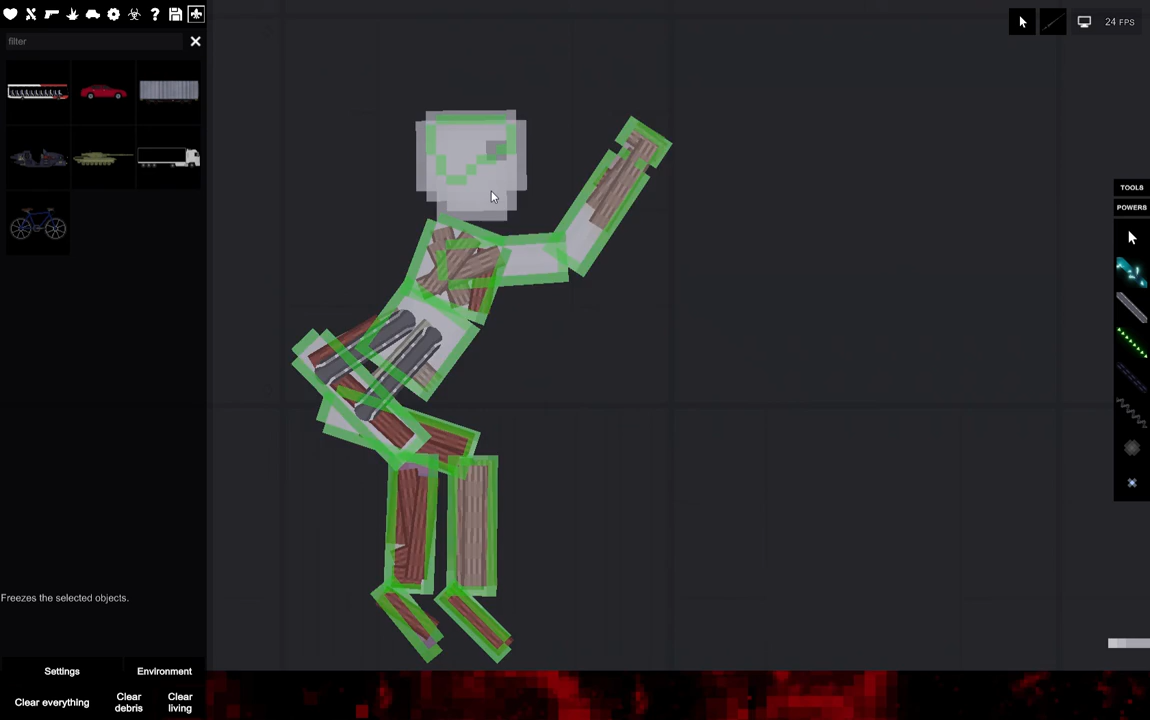 24 FPS
filter
TOOLS
POWERS
Freezes the selected objects.
Settings
Environment
Clear everything
Clear debris
Clear living